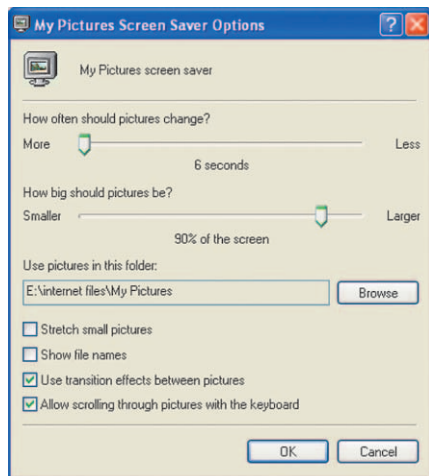 My Pictures Screen Saver Options
My Pictures screen saver
How often should pictures change?
More Less
6 seconds
How big should pictures be?
Smaller Larger
90% of the screen
Use pictures in this folder:
E:\internet files\My Pictures Browse
Stretch small pictures
Show file names
Use transition effects between pictures
Allow scrolling through pictures with the keyboard
OK Cancel